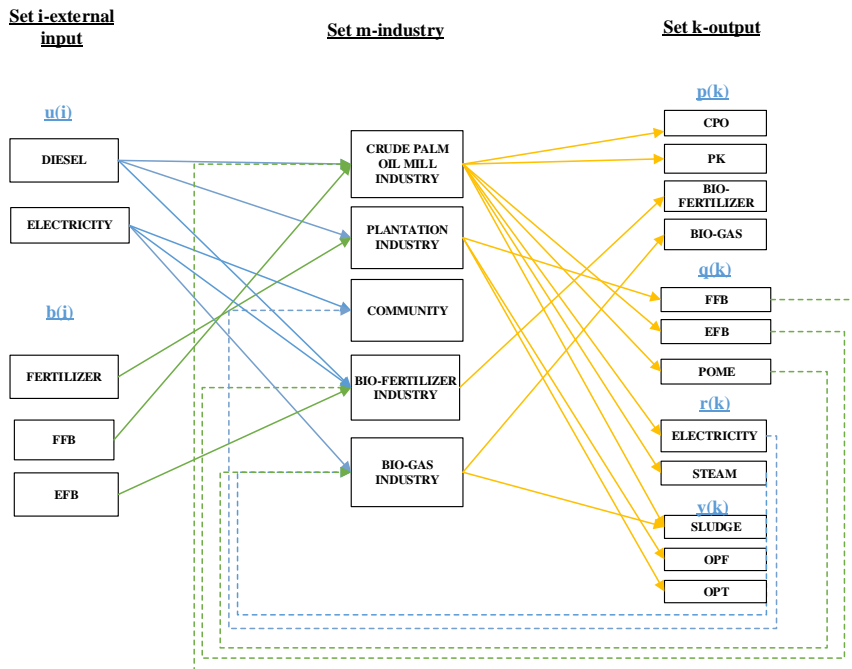 Set i-external
input
u(i)
DIESEL
ELECTRICITY
b(i)
FERTILIZER
FFB
EFB
Set m-industry
CRUDE PALM
OIL MILL
INDUSTRY
PLANTATION
INDUSTRY
COMMUNITY
BIO-FERTILIZER
INDUSTRY
BIO-GAS
INDUSTRY
Set k-output
p(k)
CPO
PK
BIO-
FERTILIZER
BIO-GAS
q(k)
FFB
EFB
POME
r(k)
ELECTRICITY
STEAM
v(k)
SLUDGE
OPF
OPT